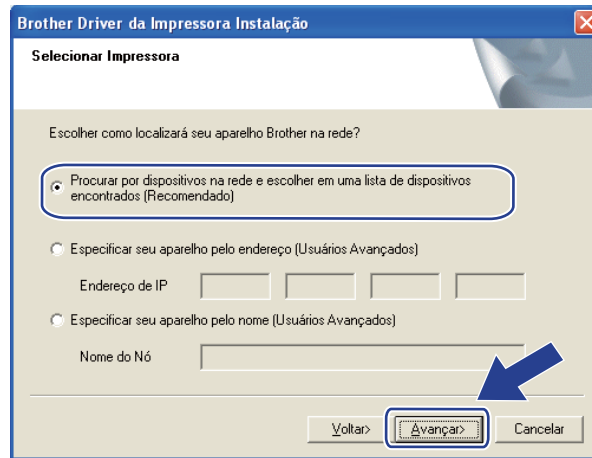 Brother Driver da Impressora Instalação
Selecionar Impressora
Escolher como localizará seu aparelho Brother na rede?
Procurar por dispositivos na rede e escolher em uma lista de dispositivos
encontrados (Recomendado)
Especificar seu aparelho pelo endereço (Usuários Avançados)
Endereço de IP
Especificar seu aparelho pelo nome (Usuários Avançados)
Nome do Nó
Voltar> Avançar> Cancelar